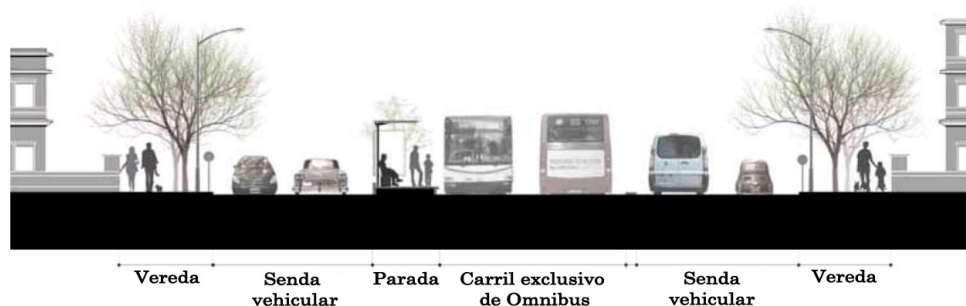 Vereda
Senda
vehicular
Parada
Carril exclusivo
de Omnibus
Senda
vehicular
Vereda